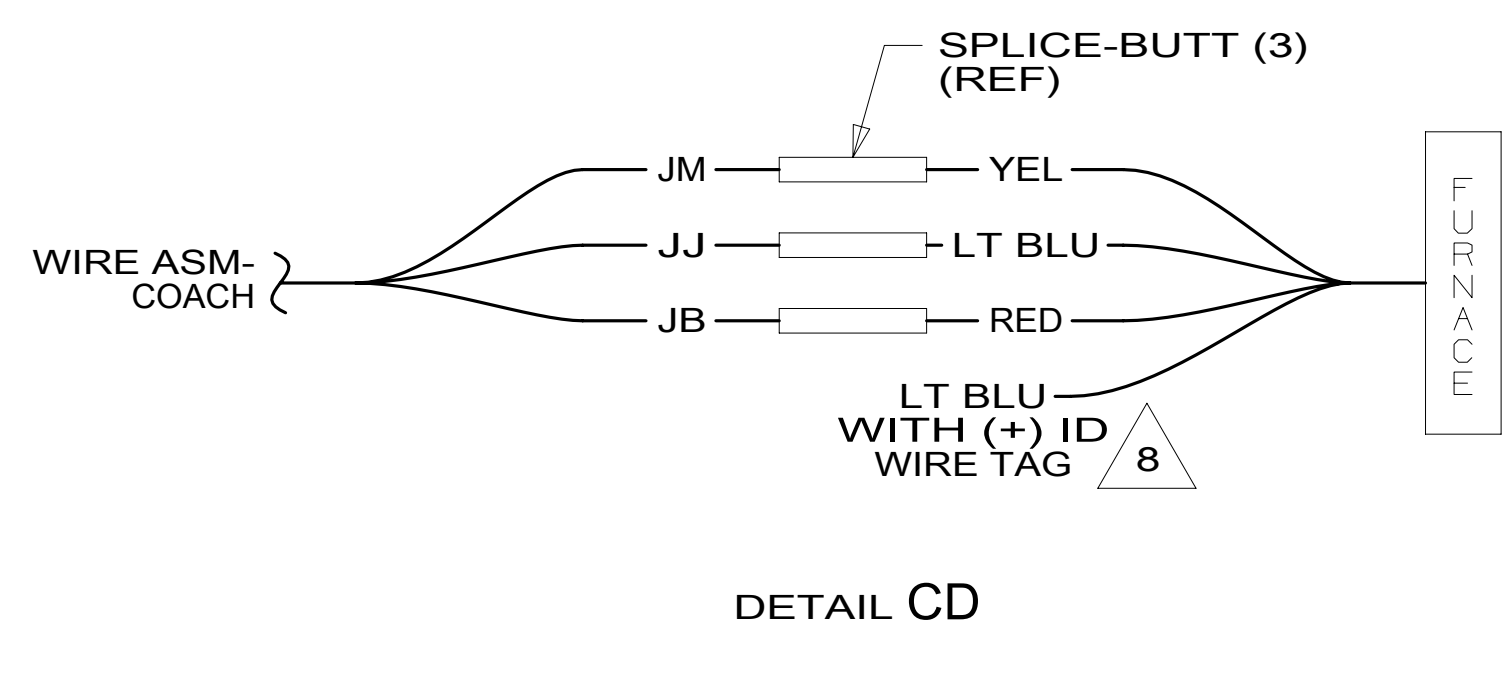 SPLICE-BUTT (3)
(REF)
JM
YEL
WIRE ASM-
COACH
JJ
LT BLU
JB
RED
LT BLU
WITH (+) ID
WIRE TAG
8
FURNACE
DETAIL CD